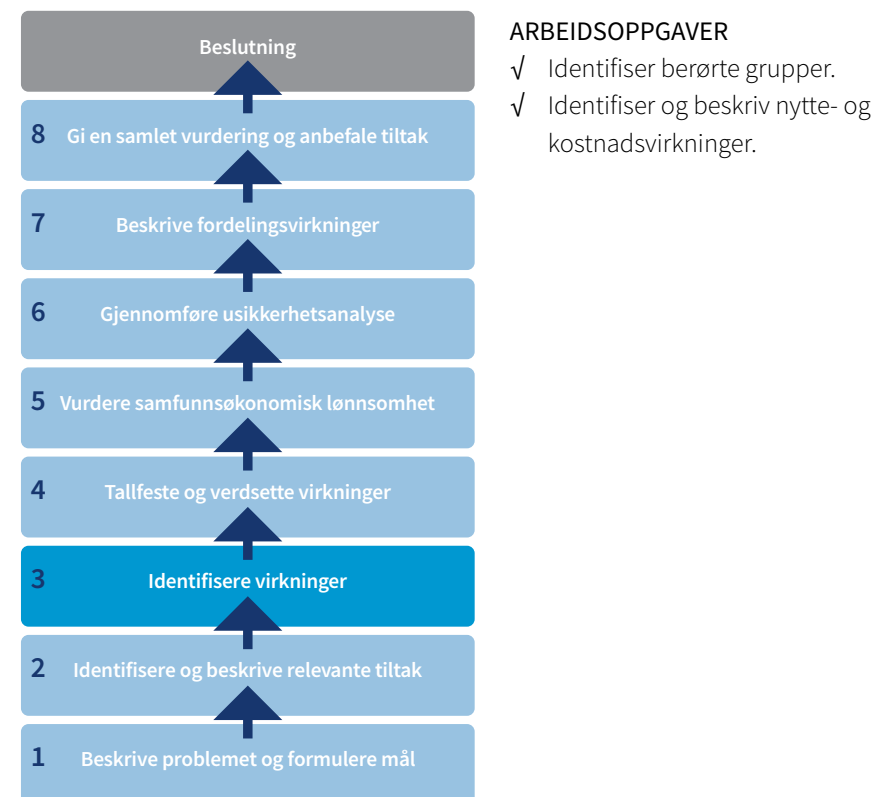 Beslutning
8 Gi en samlet vurdering og anbefale tiltak
7 Beskrive fordelingsvirkninger
6 Gjennomføre usikkerhetsanalyse
5 Vurdere samfunnsøkonomisk lønnsomhet
4 Tallfeste og verdsette virkninger
3 Identifisere virkninger
2 Identifisere og beskrive relevante tiltak
1 Beskrive problemet og formulere mål
ARBEIDSOPPGAVER
√ Identifiser berørte grupper.
√ Identifiser og beskriv nytte- og
kostnadsvirkninger.